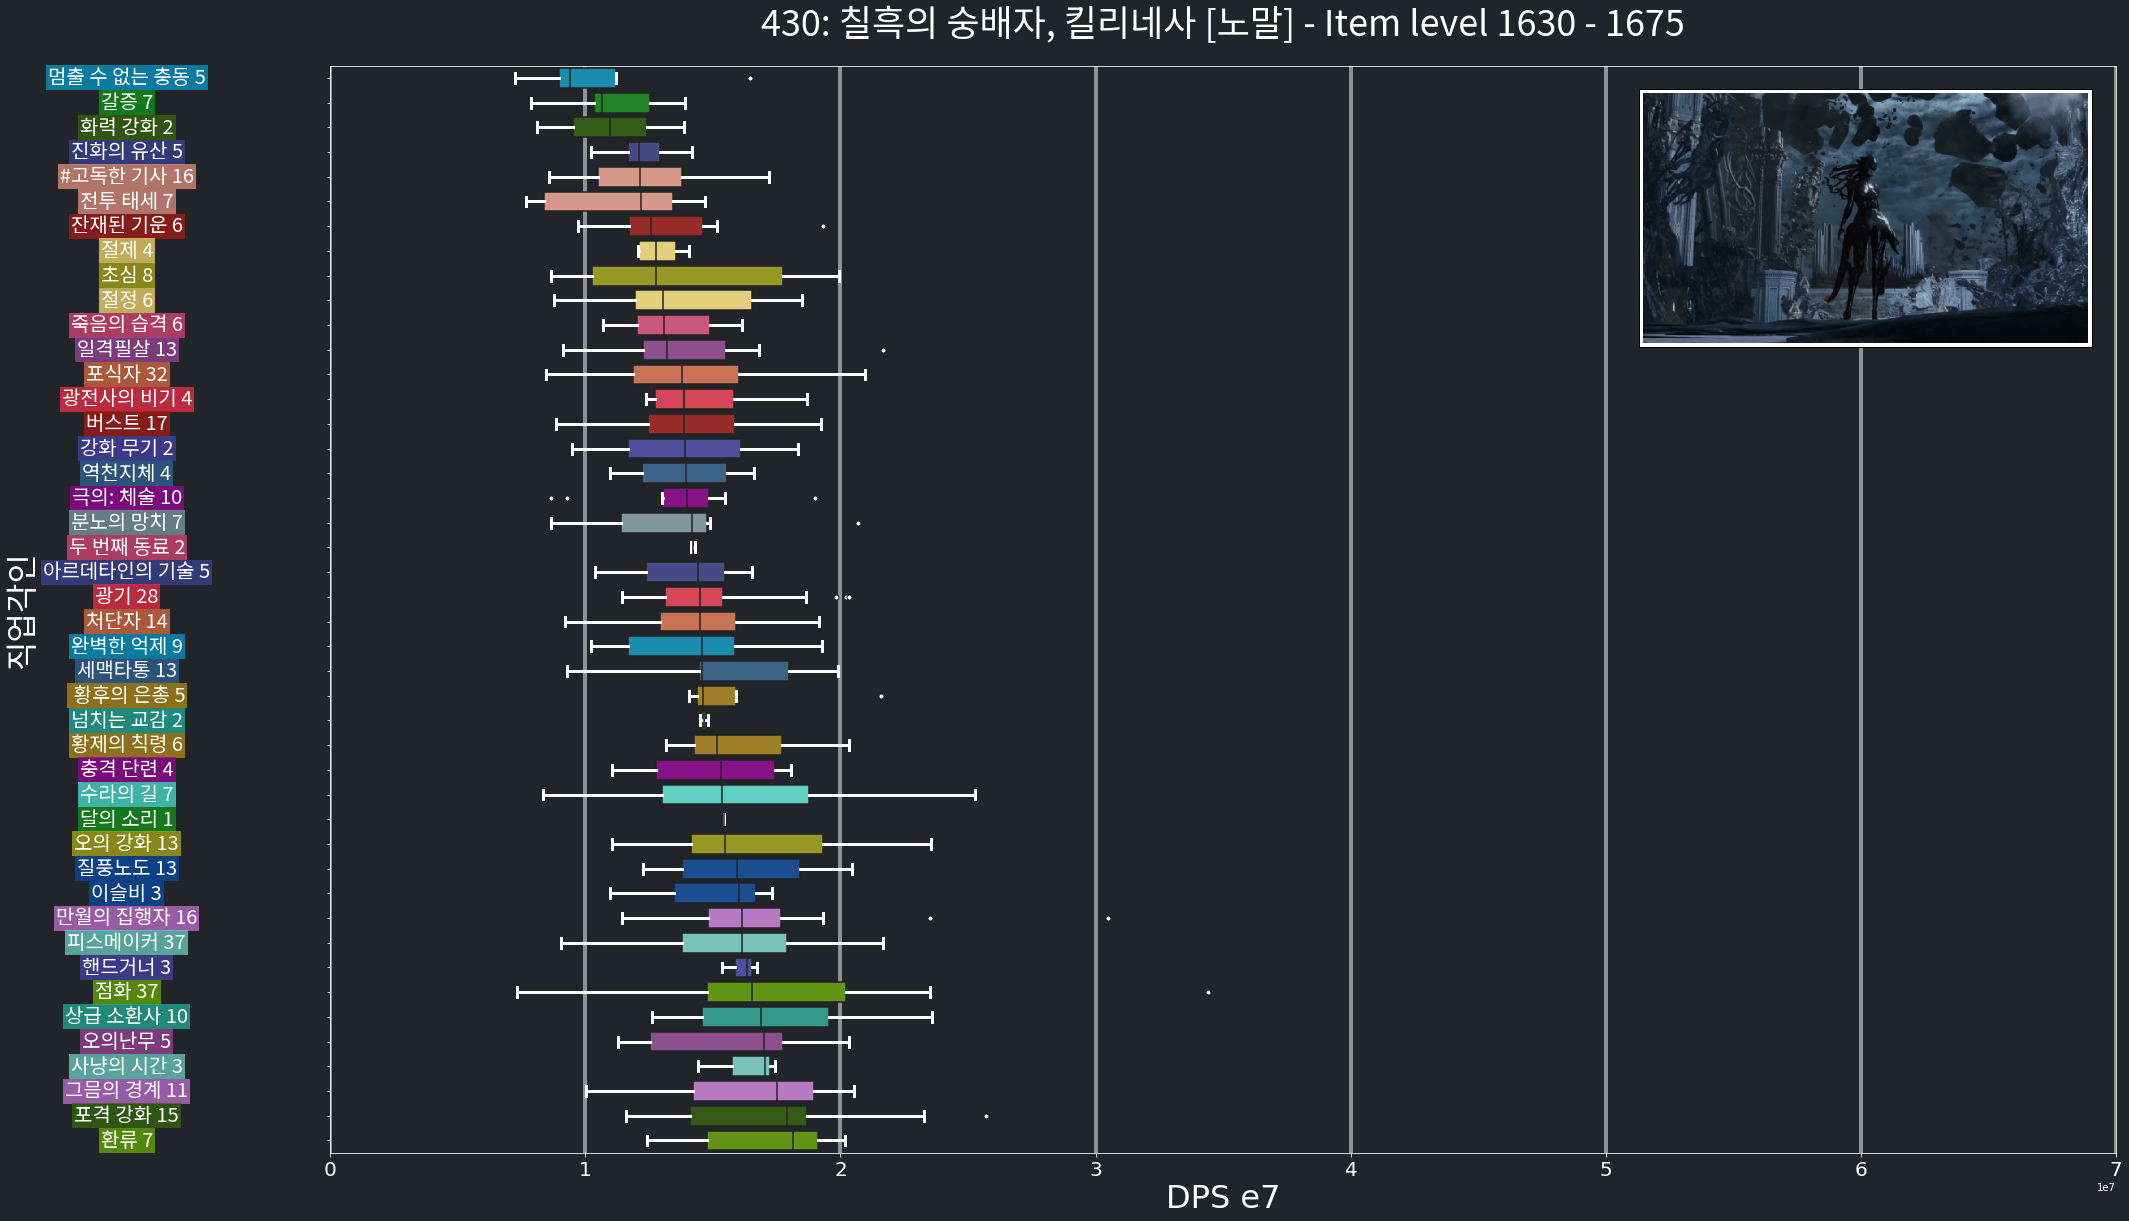 430: 칠흑의 숭배자, 킬리네사 [노말] - Item level 1630 - 1675
멈출 수 없는 충동 5
갈증 7
화력 강화 2
진화의 유산 5
#고독한 기사 16
전투 태세 7
잔재된 기운 6
절제 4
초심 8
절정 6
죽음의 습격 6
일격필살 13
포식자 32
광전사의 비기 4
버스트 17
강화 무기 2
역천지체 4
극의: 체술 10
분노의 망치 7
두 번째 동료 2
아르데타인의 기술 5
광기 28
처단자 14
완벽한 억제 9
세맥타통 13
황후의 은총 5
넘치는 교감 2
황제의 칙령 6
충격 단련 4
수라의 길 7
달의 소리 1
오의 강화 13
질풍노도 13
이슬비 3
만월의 집행자 16
피스메이커 37
핸드거너 3
점화 37
상급 소환사 10
오의난무 5
사냥의 시간 3
그믐의 경계 11
포격 강화 15
환류 7
직업각인
0 1 2 3 4 5 6 7
1e7
DPS e7